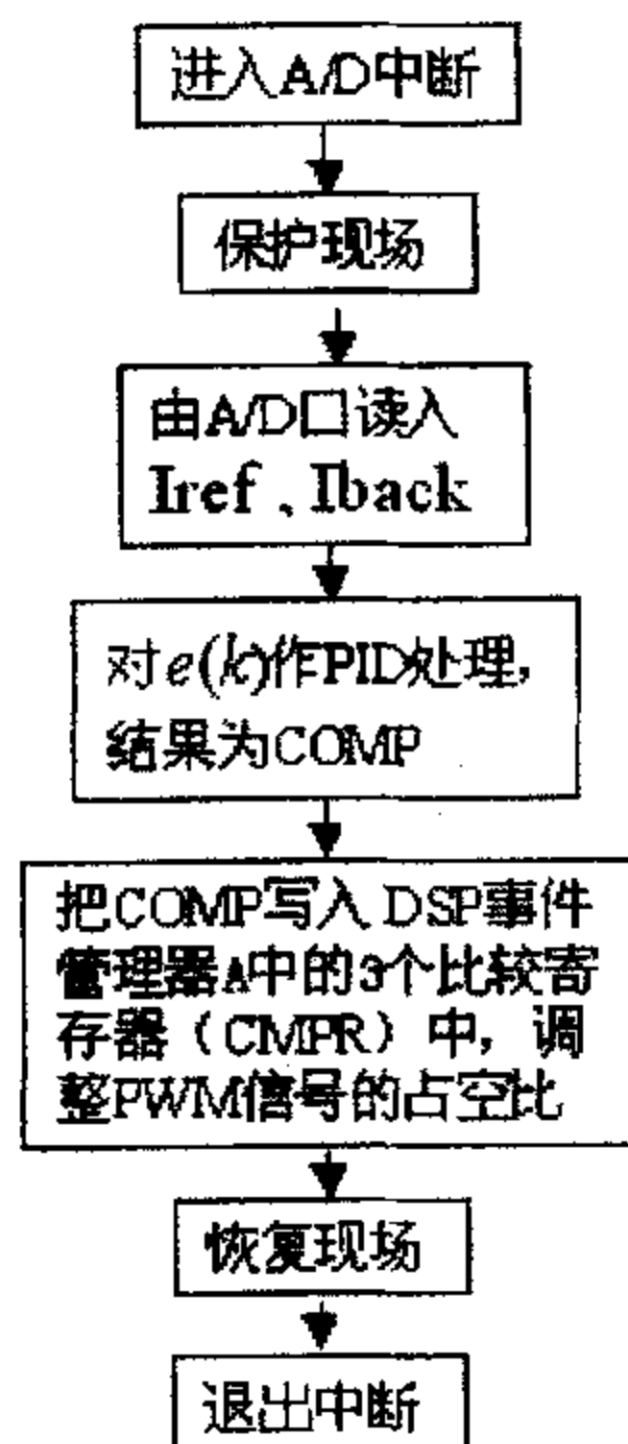 进入A/D中断
保护现场
由A/D口读入
Iref、Iback
对e(k)作PID处理,
结果为COMP
把COMP写入DSP事件
管理器A中的3个比较寄
存器（CMPR）中，调
整PWM信号的占空比
恢复现场
退出中断